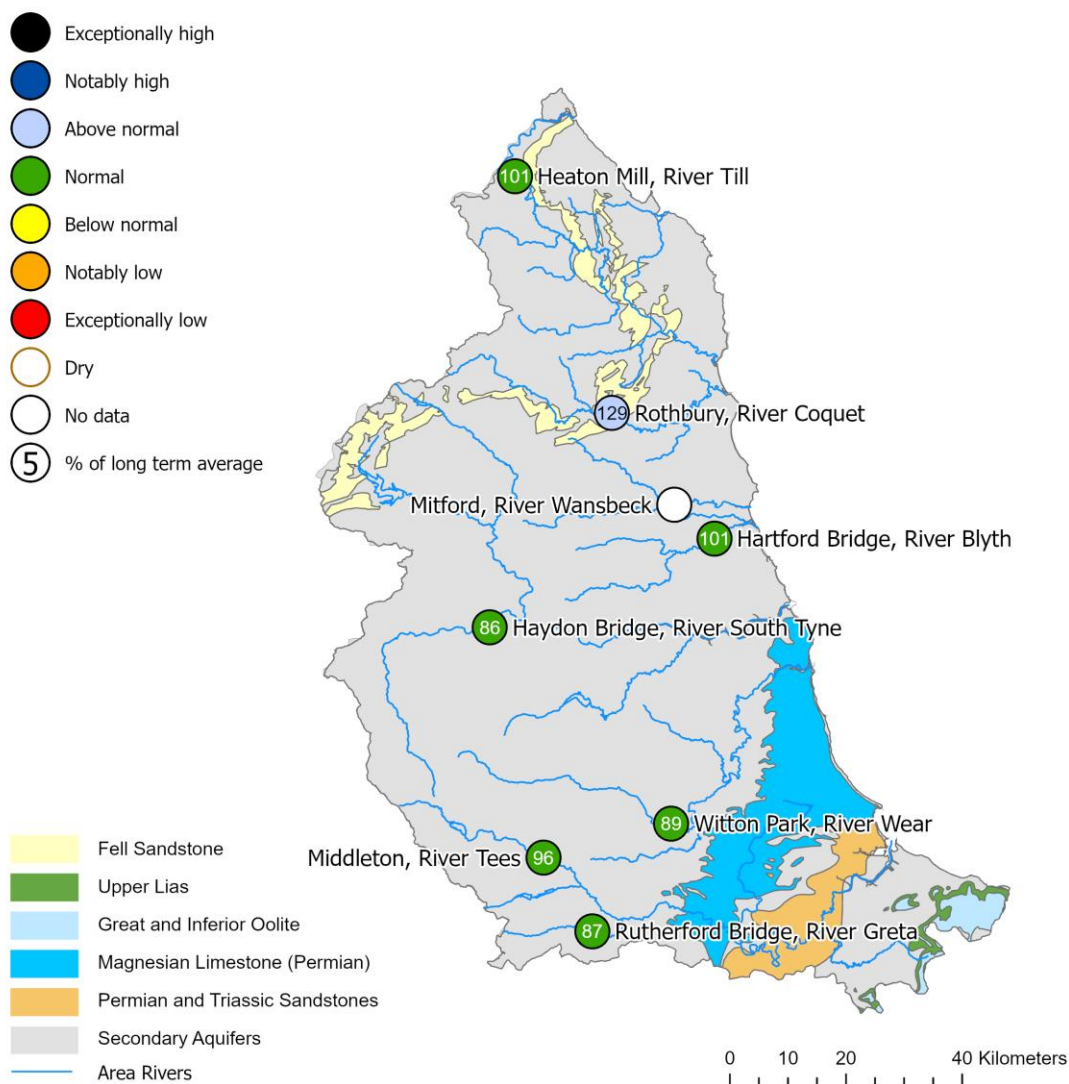 Exceptionally high
Notably high
Above normal
Normal
Below normal
Notably low
Exceptionally low
Dry
No data
5 % of long term average
101 Heaton Mill, River Till
129 Rothbury, River Coquet
Mitford, River Wansbeck
101 Hartford Bridge, River Blyth
86 Haydon Bridge, River South Tyne
89 Witton Park, River Wear
Middleton, River Tees 96
87 Rutherford Bridge, River Greta
Fell Sandstone
Upper Lias
Great and Inferior Oolite
Magnesian Limestone (Permian)
Permian and Triassic Sandstones
Secondary Aquifers
Area Rivers
0 10 20 40 Kilometers